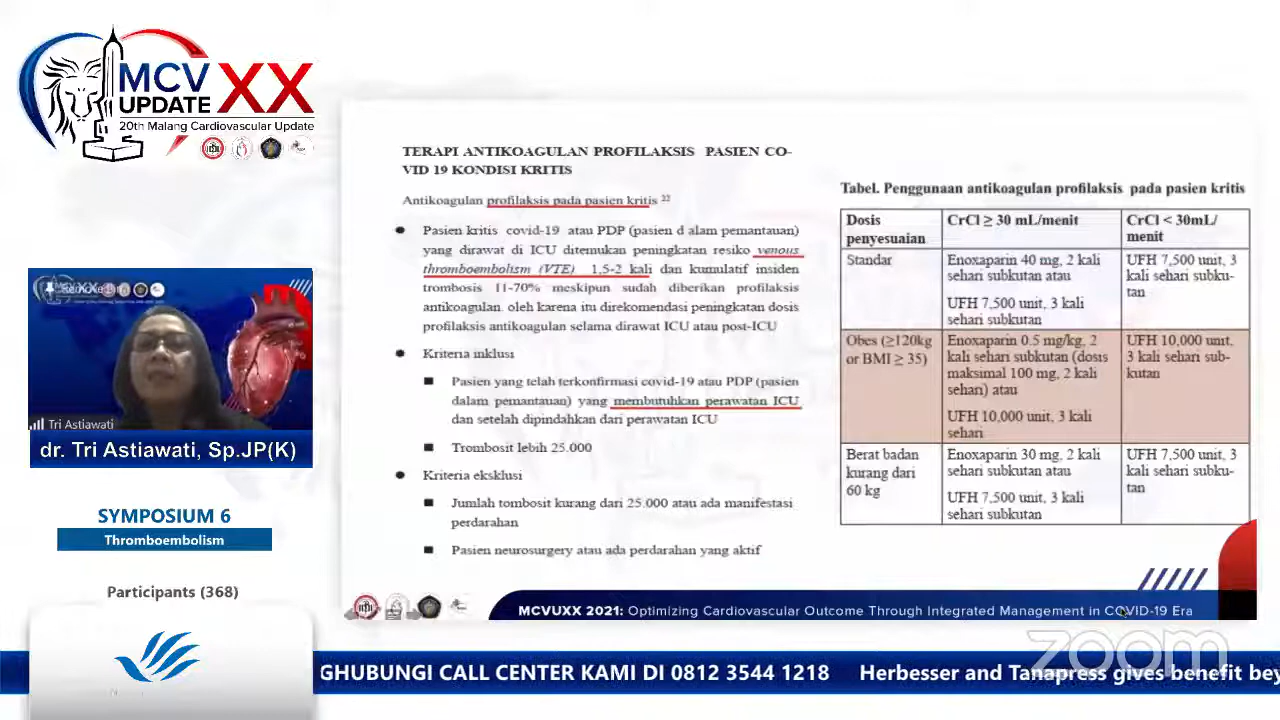 MCV XX
UPDATE
20th Malang Cardiovascular Update
Tri Astiawati
dr. Tri Astiawati, Sp.JP(K)
SYMPOSIUM 6
Thromboembolism
Participants (368)
TERAPI ANTIKOAGULAN PROFILAKSIS PASIEN CO-
VID 19 KONDISI KRITIS
Antikoagulan profilaksis pada pasien kritis 22
Pasien kritis covid-19 atau PDP (pasien d alam pemantauan)
yang dirawat di ICU ditemukan peningkatan resiko venous
thromboembolism (VTE) 1,5-2 kali dan kumulatif insiden
trombosis 11-70% meskipun sudah diberikan profilaksis
antikoagulan. oleh karena itu direkomendasi peningkatan dosis
profilaksis antikoagulan selama dirawat ICU atau post-ICU
Kriteria inklusi
Pasien yang telah terkonfirmasi covid-19 atau PDP (pasien
dalam pemantauan) yang membutuhkan perawatan ICU
dan setelah dipindahkan dari perawatan ICU
Trombosit lebih 25.000
Kriteria eksklusi
Jumlah tombosit kurang dari 25.000 atau ada manifestasi
perdarahan
Pasien neurosurgery atau ada perdarahan yang aktif
Tabel. Penggunaan antikoagulan profilaksis pada pasien kritis
Dosis
penyesuaian
CrCl ≥ 30 mL/menit
CrCl < 30mL/
menit
Standar
Enoxaparin 40 mg, 2 kali
sehari subkutan atau
UFH 7,500 unit, 3 kali
sehari subkutan
UFH 7,500 unit, 3
kali sehari subku-
tan
Obes (≥120kg
or BMI ≥ 35)
Enoxaparin 0.5 mg/kg, 2
kali sehari subkutan (dosis
maksimal 100 mg, 2 kali
sehari) atau
UFH 10,000 unit, 3 kali
sehari
UFH 10,000 unit,
3 kali sehari sub-
kutan
Berat badan
kurang dari
60 kg
Enoxaparin 30 mg, 2 kali
sehari subkutan atau
UFH 7,500 unit, 3 kali
sehari subkutan
UFH 7,500 unit, 3
kali sehari subku-
tan
MCVUXX 2021: Optimizing Cardiovascular Outcome Through Integrated Management in COVID-19 Era
zoom
GHUBUNGI CALL CENTER KAMI DI 0812 3544 1218 Herbesser and Tanapress gives benefit bey